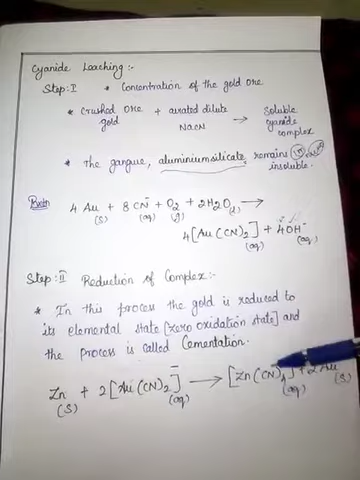 Cyanide Leaching:-
Step: I * Concentration of the gold ore
* Crushed ore + aerated dilute → Soluble
gold NaCN cyanide
complex
* The gangue, aluminium silicate remains
insoluble.
Rxn 4 Au (s) + 8 CN⁻ (aq) + O₂ (g) + 2H₂O (l) →
4[Au(CN)₂]⁻ (aq) + 4OH⁻ (aq)
Step: II Reduction of Complex:-
* In this process the gold is reduced to
its elemental state [zero oxidation state] and
the process is called Cementation.
Zn (s) + 2[Au(CN)₂]⁻ (aq) → [Zn(CN)₄] (aq) + 2Au (s)